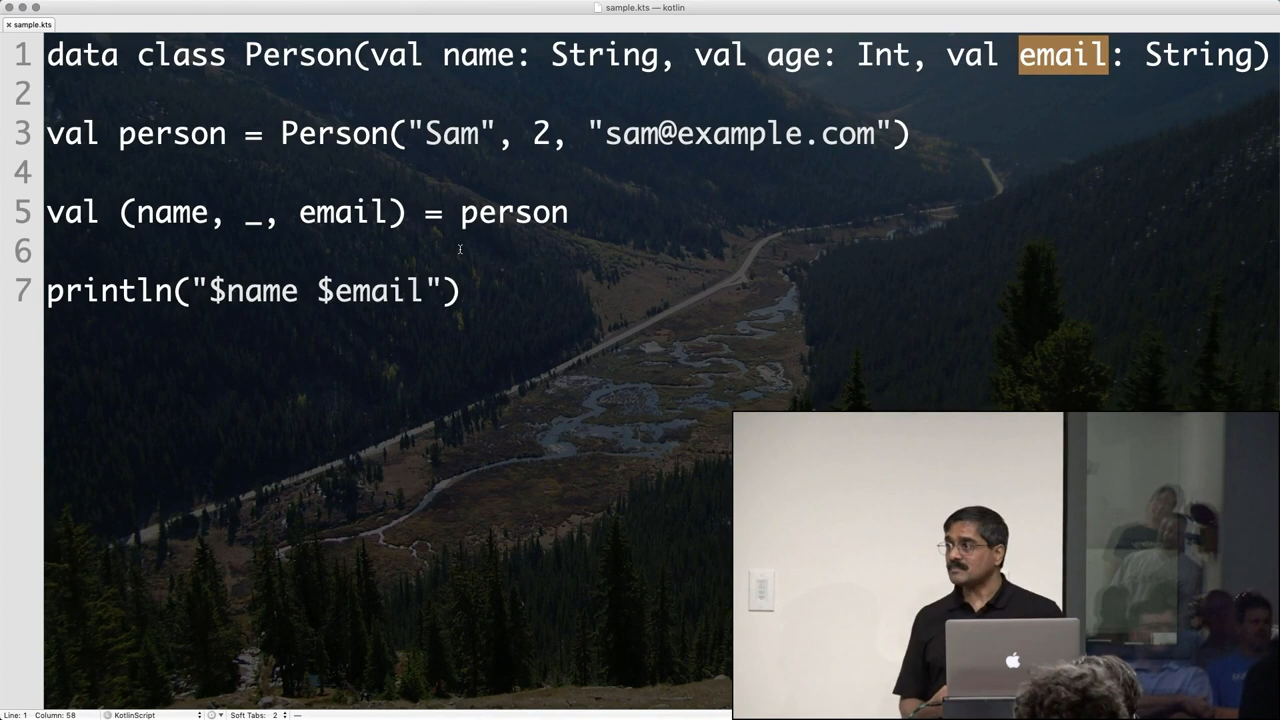 sample.kts — kotlin
× sample.kts
1 data class Person(val name: String, val age: Int, val email: String)
2
3 val person = Person("Sam", 2, "sam@example.com")
4
5 val (name, _, email) = person
6
7 println("$name $email")
Line: 1 Column: 58 KotlinScript Soft Tabs: 2 —